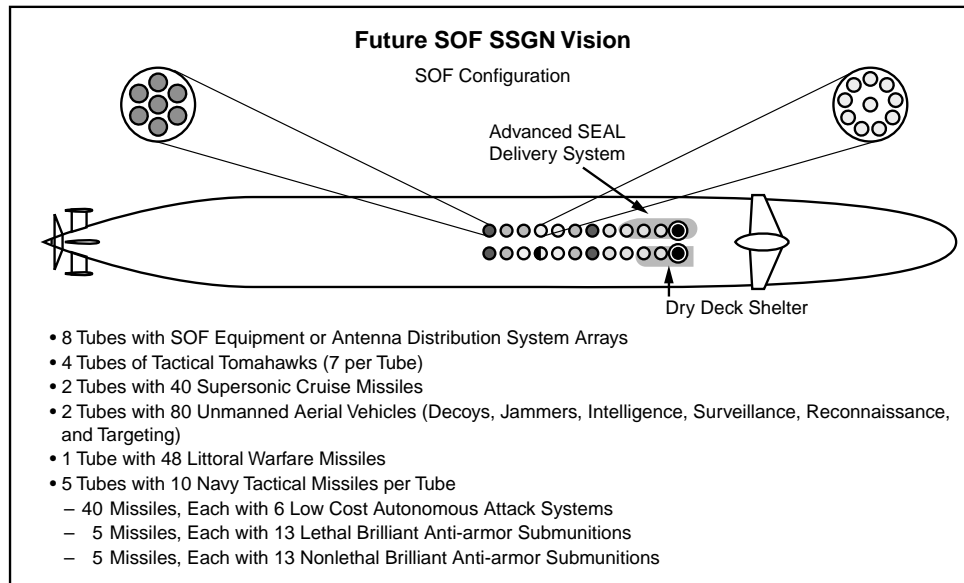 Future SOF SSGN Vision
SOF Configuration
Advanced SEAL
Delivery System
Dry Deck Shelter
• 8 Tubes with SOF Equipment or Antenna Distribution System Arrays
• 4 Tubes of Tactical Tomahawks (7 per Tube)
• 2 Tubes with 40 Supersonic Cruise Missiles
• 2 Tubes with 80 Unmanned Aerial Vehicles (Decoys, Jammers, Intelligence, Surveillance, Reconnaissance,
and Targeting)
• 1 Tube with 48 Littoral Warfare Missiles
• 5 Tubes with 10 Navy Tactical Missiles per Tube
– 40 Missiles, Each with 6 Low Cost Autonomous Attack Systems
– 5 Missiles, Each with 13 Lethal Brilliant Anti-armor Submunitions
– 5 Missiles, Each with 13 Nonlethal Brilliant Anti-armor Submunitions